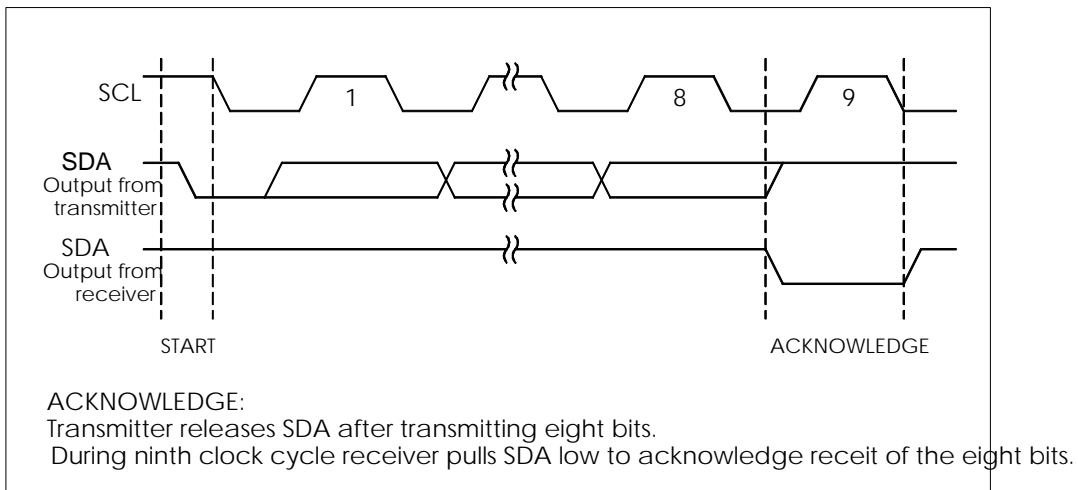 SCL
1
8
9
SDA
Output from
transmitter
SDA
Output from
receiver
START
ACKNOWLEDGE
ACKNOWLEDGE:
Transmitter releases SDA after transmitting eight bits.
During ninth clock cycle receiver pulls SDA low to acknowledge receit of the eight bits.